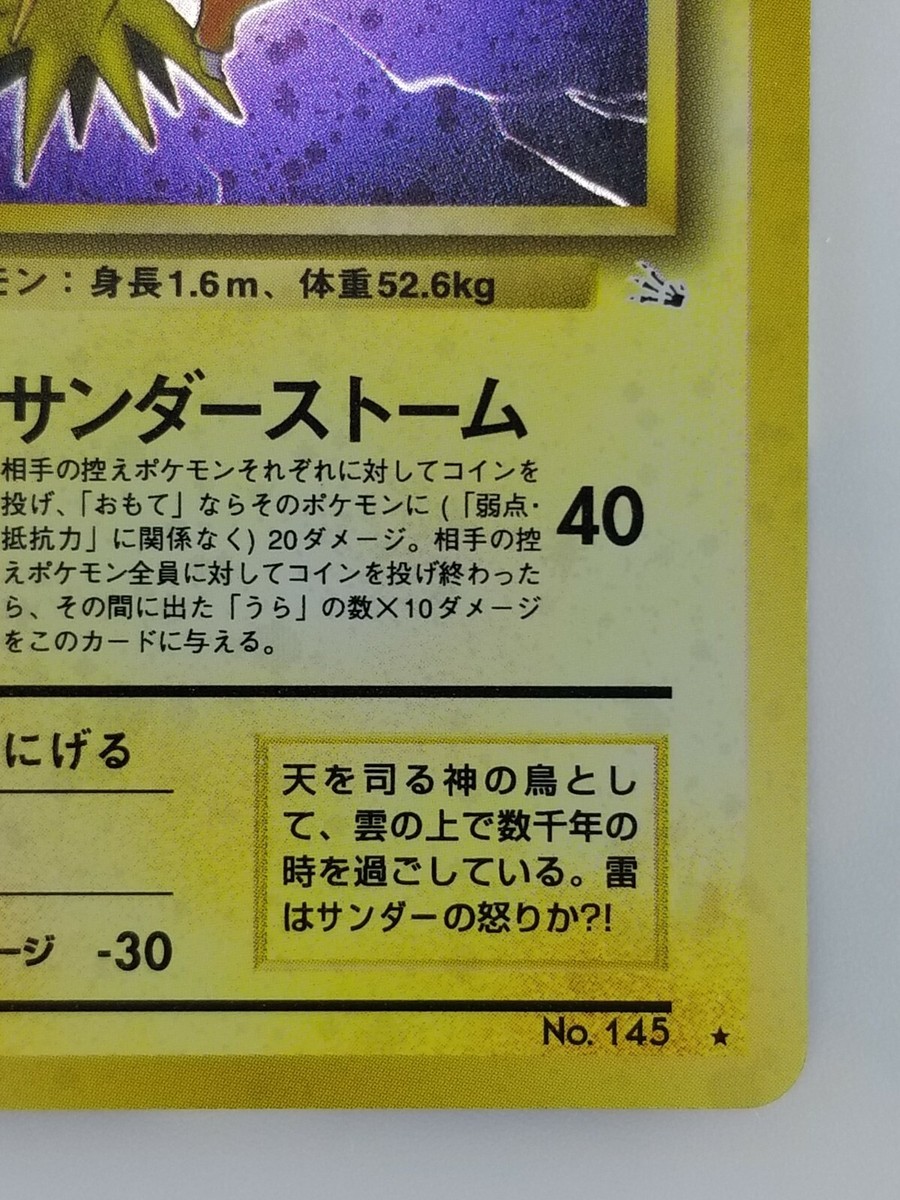 モン：身長1.6m、体重52.6kg
サンダーストーム
相手の控えポケモンそれぞれに対してコインを
投げ、「おもて」ならそのポケモンに (「弱点・
抵抗力」に関係なく) 20ダメージ。相手の控
えポケモン全員に対してコインを投げ終わった
ら、その間に出た「うら」の数×10ダメージ
をこのカードに与える。
40
にげる
ージ -30
天を司る神の鳥とし
て、雲の上で数千年の
時を過ごしている。雷
はサンダーの怒りか?!
No. 145 ★